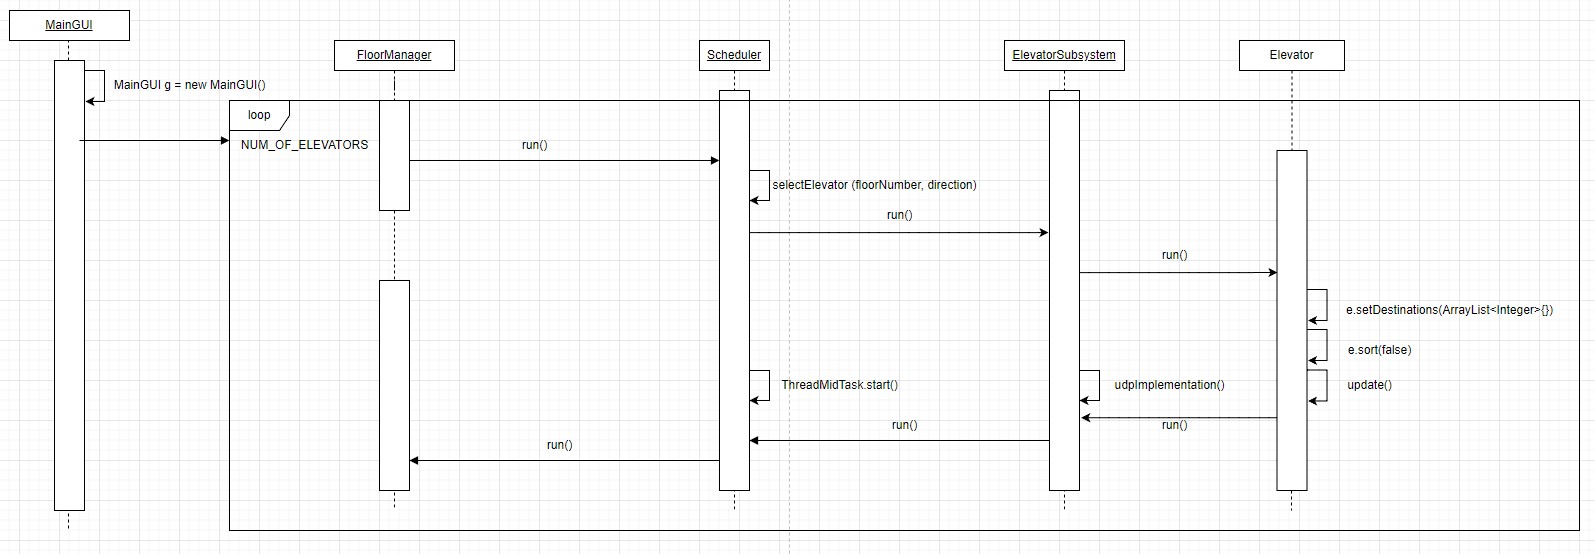 MainGUI
FloorManager
Scheduler
ElevatorSubsystem
Elevator
MainGUI g = new MainGUI()
loop
NUM_OF_ELEVATORS
run()
selectElevator (floorNumber, direction)
run()
run()
e.setDestinations(ArrayList<Integer>{})
e.sort(false)
ThreadMidTask.start()
udpImplementation()
update()
run()
run()
run()